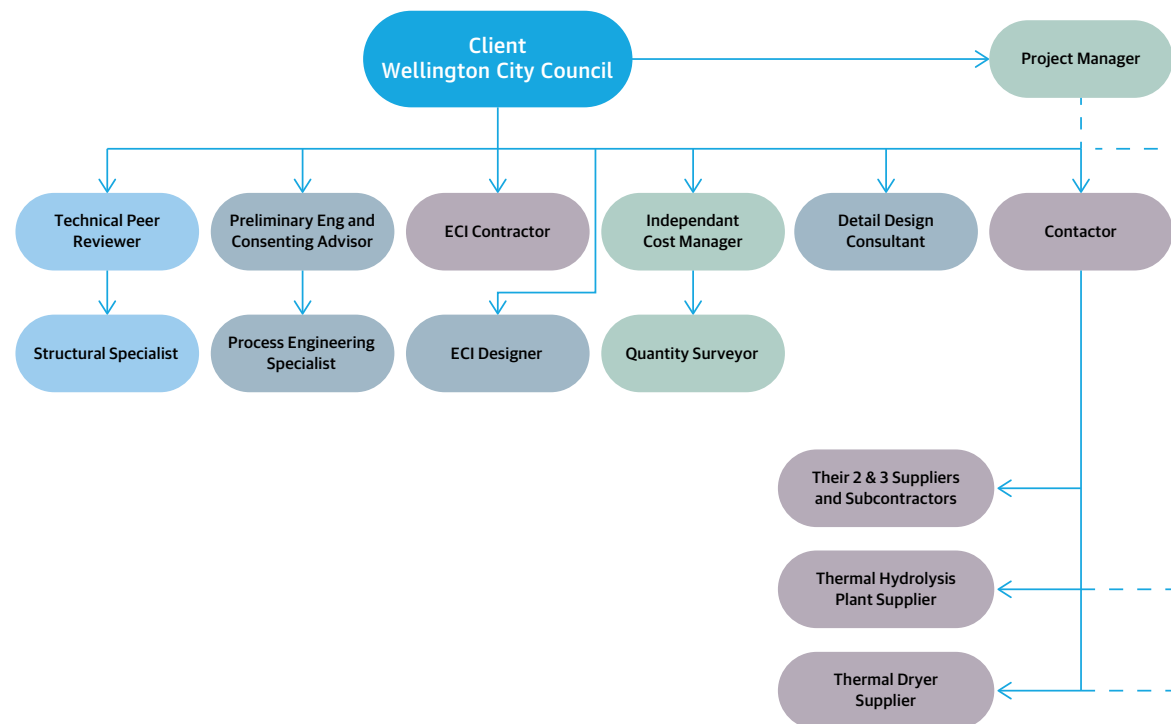 Client
Wellington City Council
Project Manager
Technical Peer
Reviewer
Preliminary Eng and
Consenting Advisor
ECI Contractor
Independant
Cost Manager
Detail Design
Consultant
Contactor
Structural Specialist
Process Engineering
Specialist
ECI Designer
Quantity Surveyor
Their 2 & 3 Suppliers
and Subcontractors
Thermal Hydrolysis
Plant Supplier
Thermal Dryer
Supplier